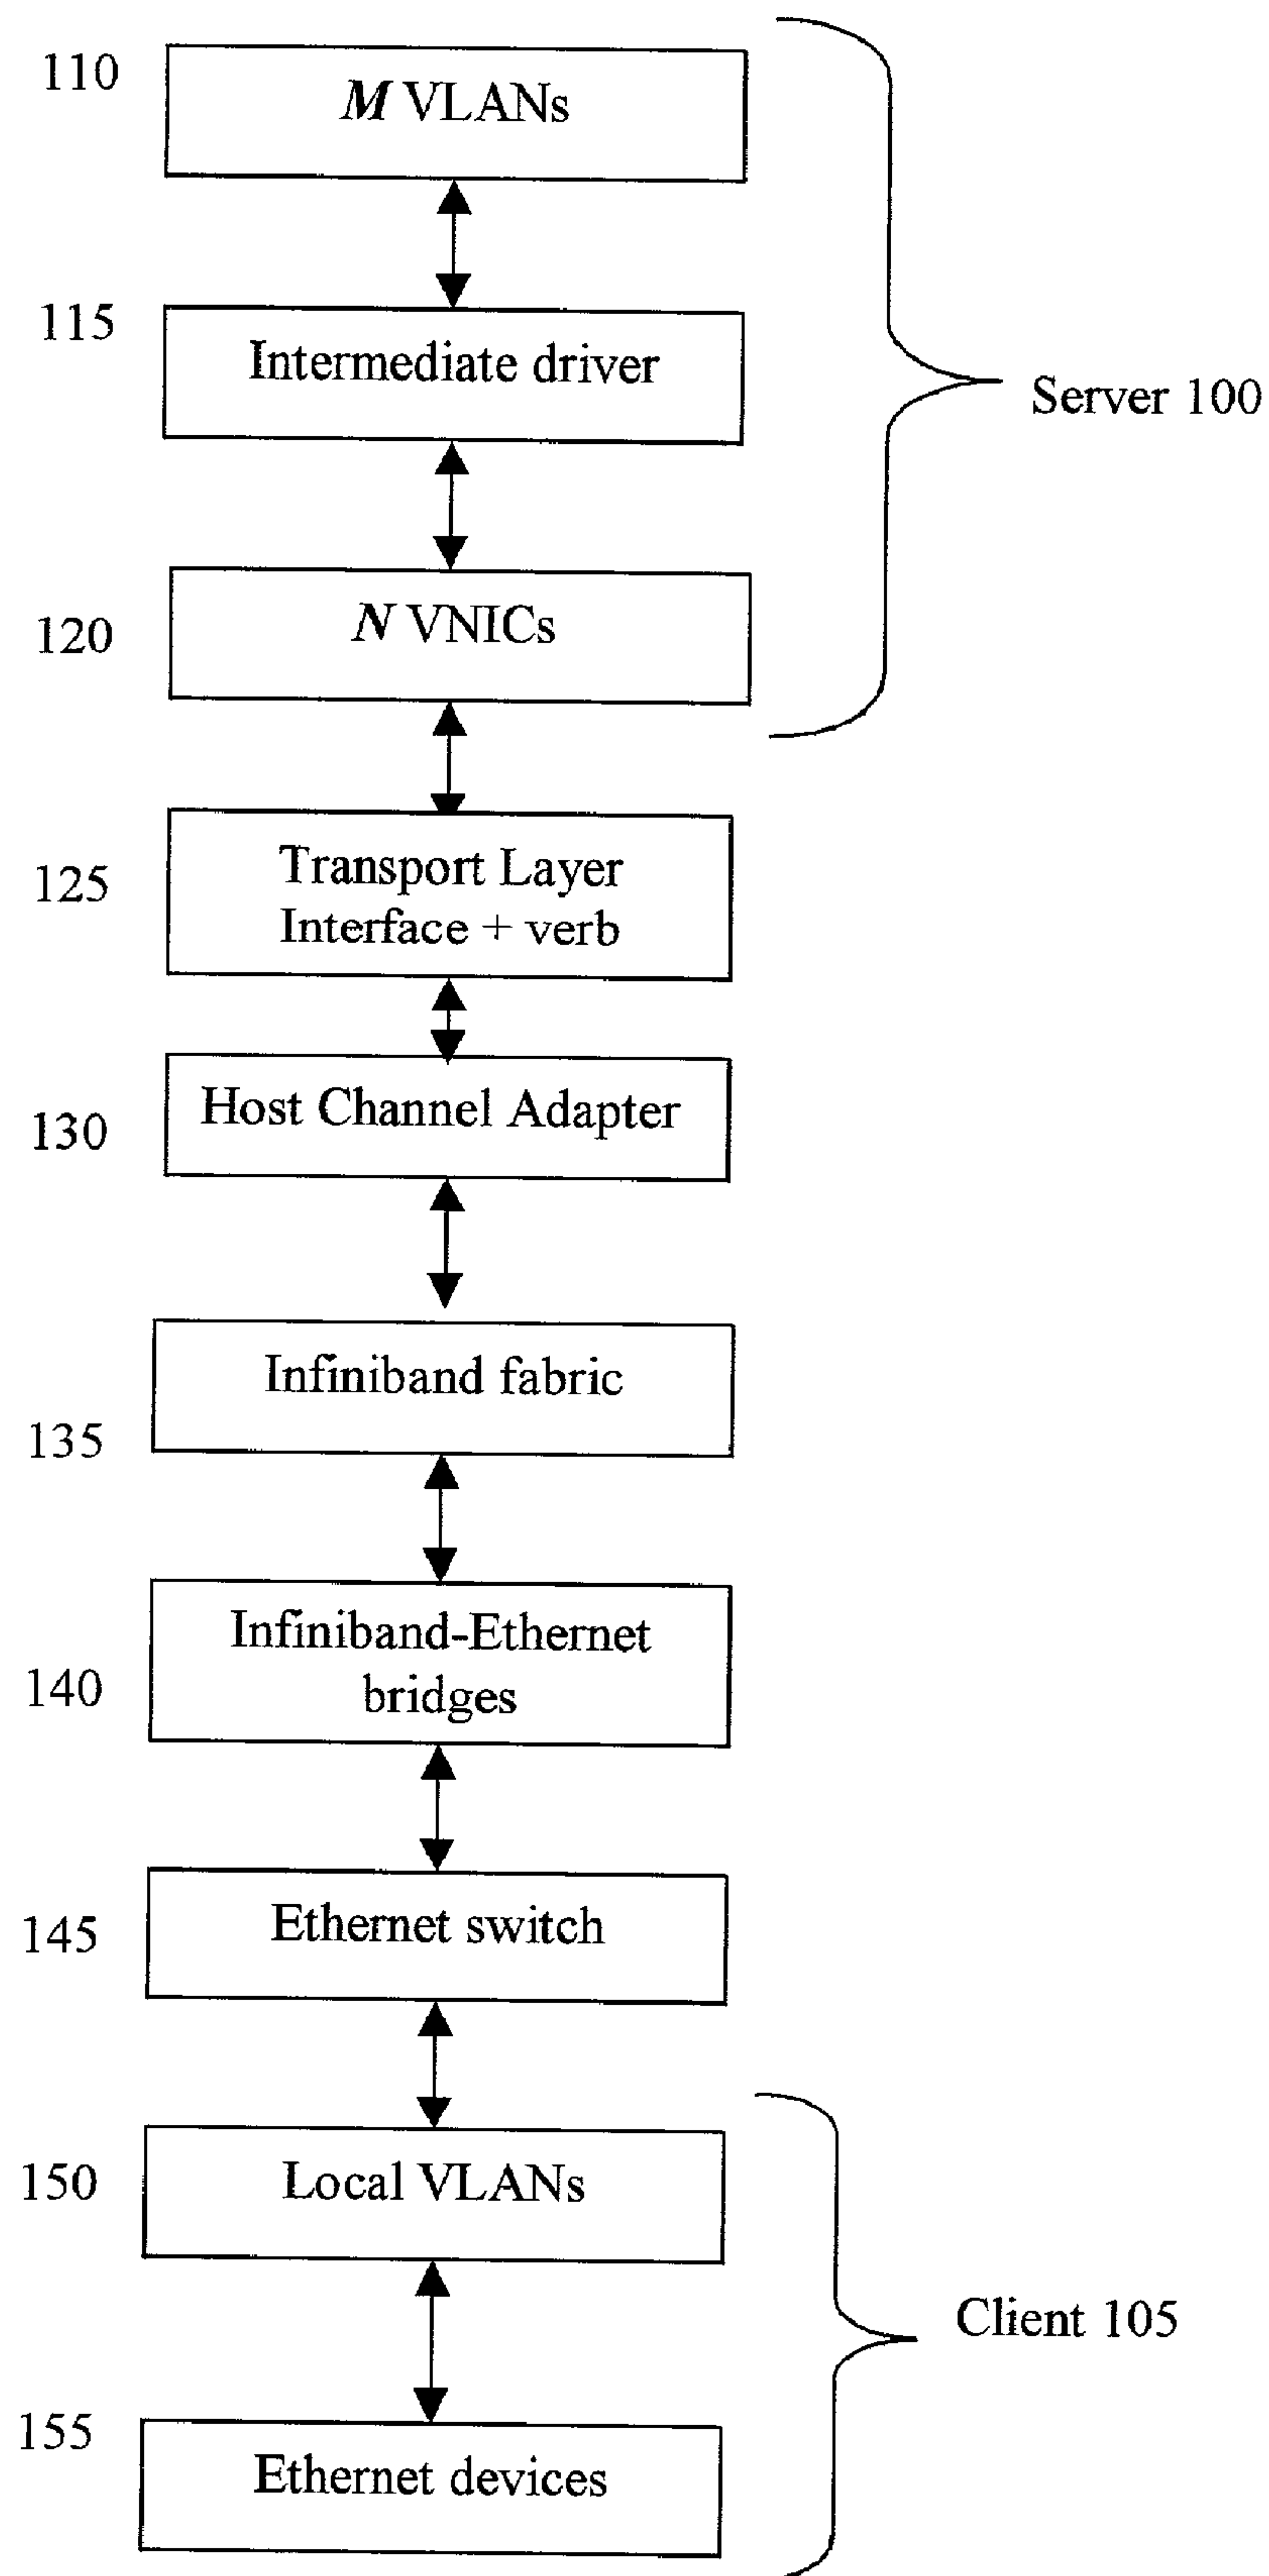 110
M VLANs
115
Intermediate driver
Server 100
120
N VNICs
125
Transport Layer
Interface + verb
130
Host Channel Adapter
Infiniband fabric
135
Infiniband-Ethernet
bridges
140
Ethernet switch
145
150
Local VLANs
Client 105
155
Ethernet devices